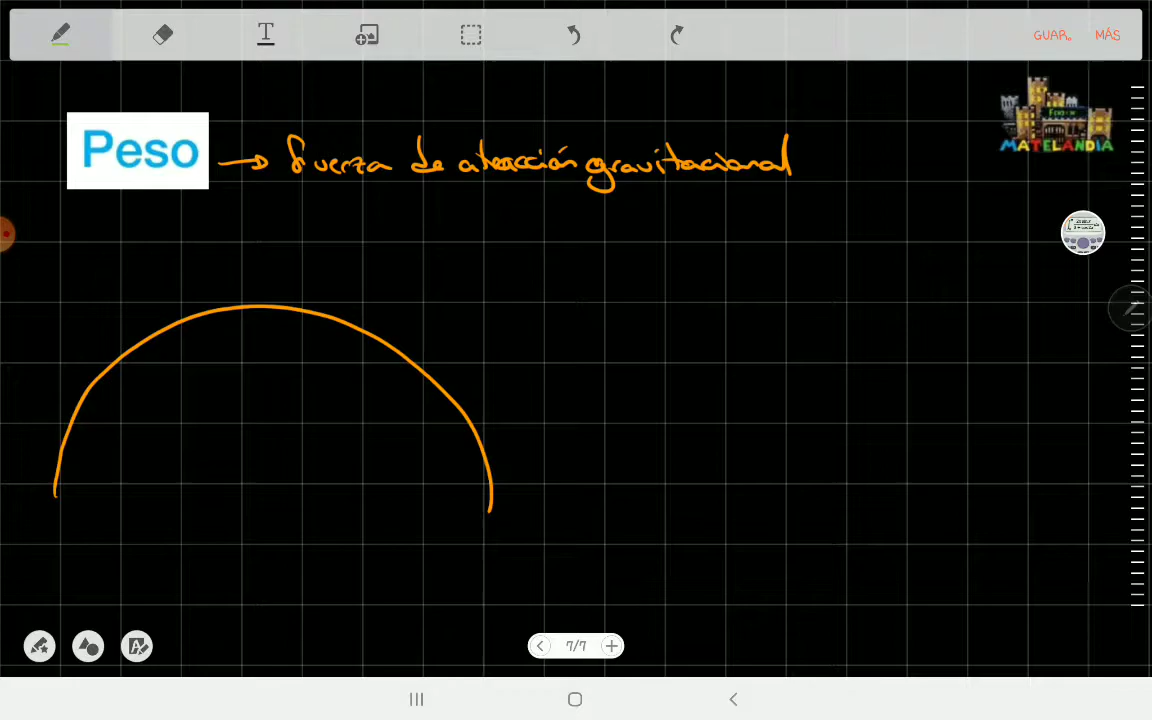 GUAR. MÁS
Peso → fuerza de atracción gravitacional
MATELANDIA
7/7